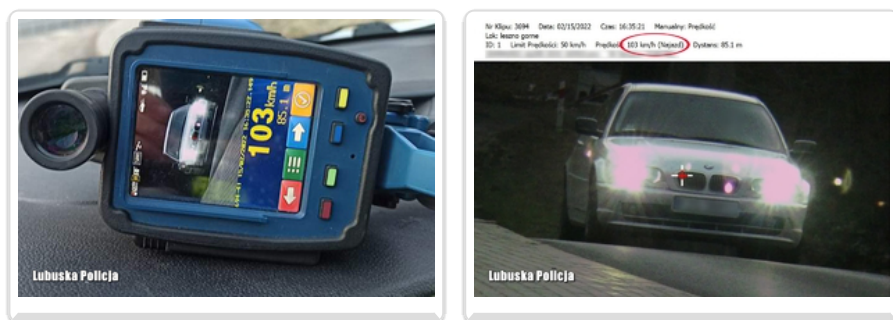 103 km/h
85.1 m
Lubuska Policja
Nr Klipu: 3694 Data: 02/15/2022 Czas: 16:35:21 Manualny: Prędkość
Lok: leszno gorne
ID: 1 Limit Prędkości: 50 km/h Prędkość 103 km/h (Najazd) Dystans: 85.1 m
Lubuska Policja